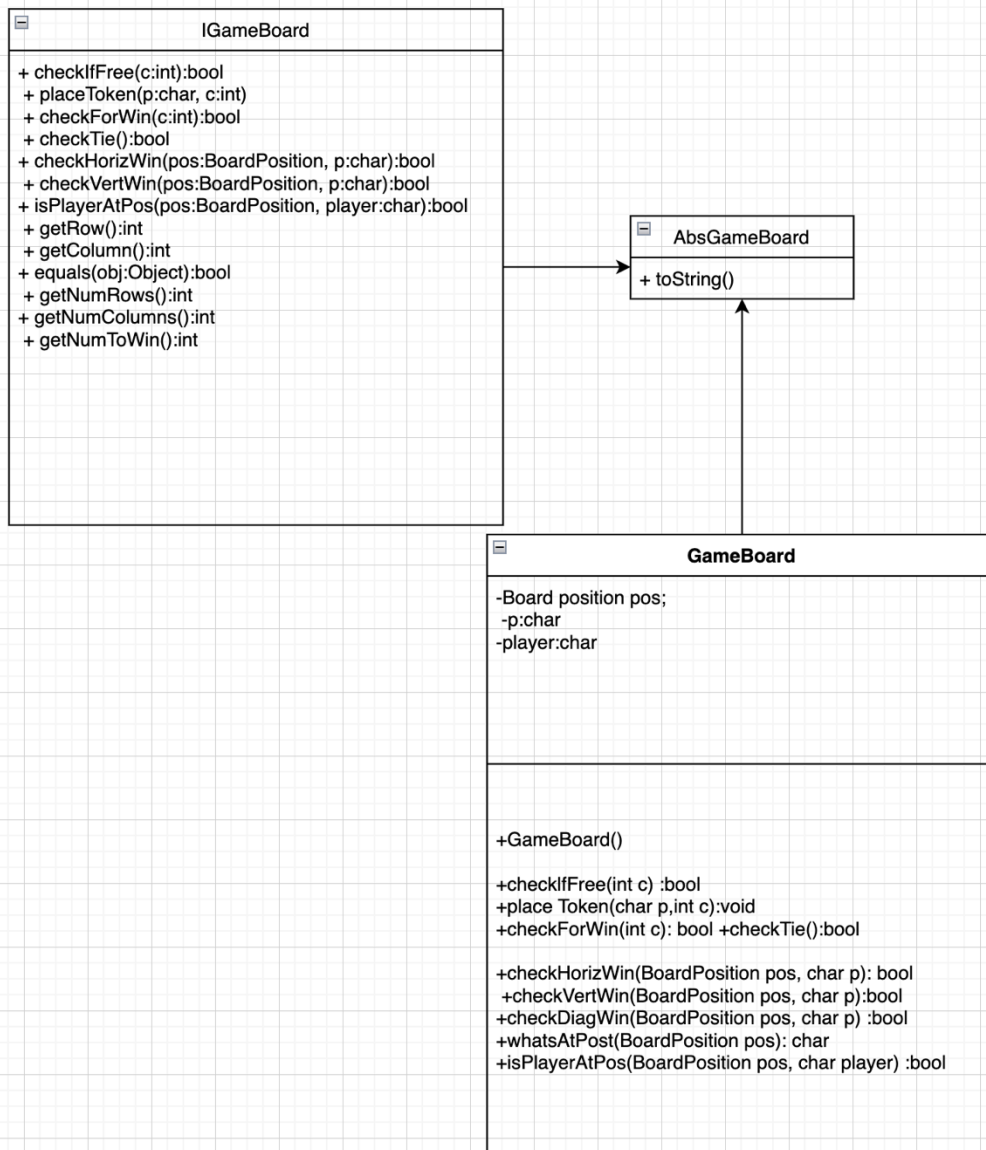 IGameBoard
+ checkIfFree(c:int):bool
+ placeToken(p:char, c:int)
+ checkForWin(c:int):bool
+ checkTie():bool
+ checkHorizWin(pos:BoardPosition, p:char):bool
+ checkVertWin(pos:BoardPosition, p:char):bool
+ isPlayerAtPos(pos:BoardPosition, player:char):bool
+ getRow():int
+ getColumn():int
+ equals(obj:Object):bool
+ getNumRows():int
+ getNumColumns():int
+ getNumToWin():int
AbsGameBoard
+ toString()
GameBoard
-Board position pos;
-p:char
-player:char
+GameBoard()
+checkIfFree(int c) :bool
+place Token(char p,int c):void
+checkForWin(int c): bool +checkTie():bool
+checkHorizWin(BoardPosition pos, char p): bool
+checkVertWin(BoardPosition pos, char p):bool
+checkDiagWin(BoardPosition pos, char p) :bool
+whatsAtPost(BoardPosition pos): char
+isPlayerAtPos(BoardPosition pos, char player) :bool